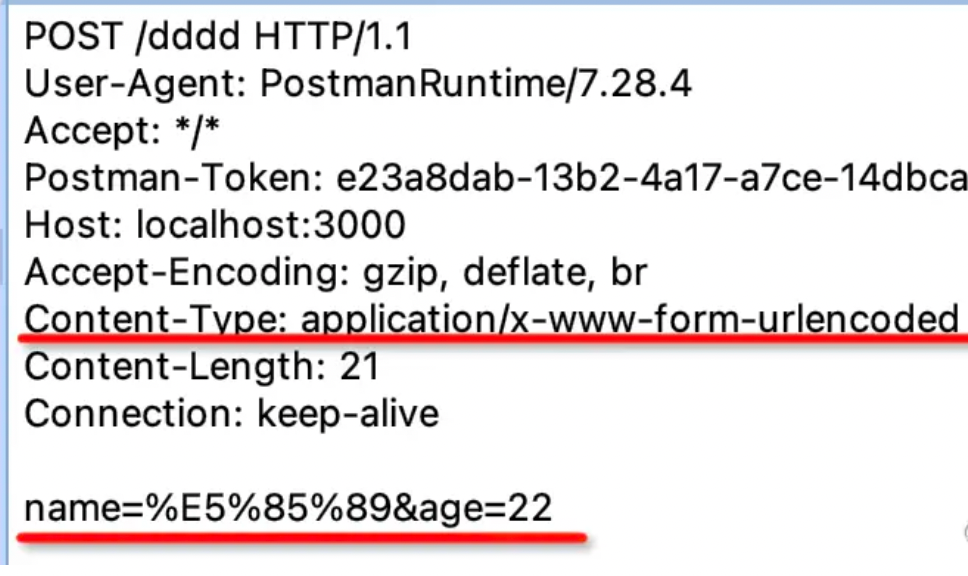 POST /dddd HTTP/1.1
User-Agent: PostmanRuntime/7.28.4
Accept: */*
Postman-Token: e23a8dab-13b2-4a17-a7ce-14dbca
Host: localhost:3000
Accept-Encoding: gzip, deflate, br
Content-Type: application/x-www-form-urlencoded
Content-Length: 21
Connection: keep-alive
name=%E5%85%89&age=22